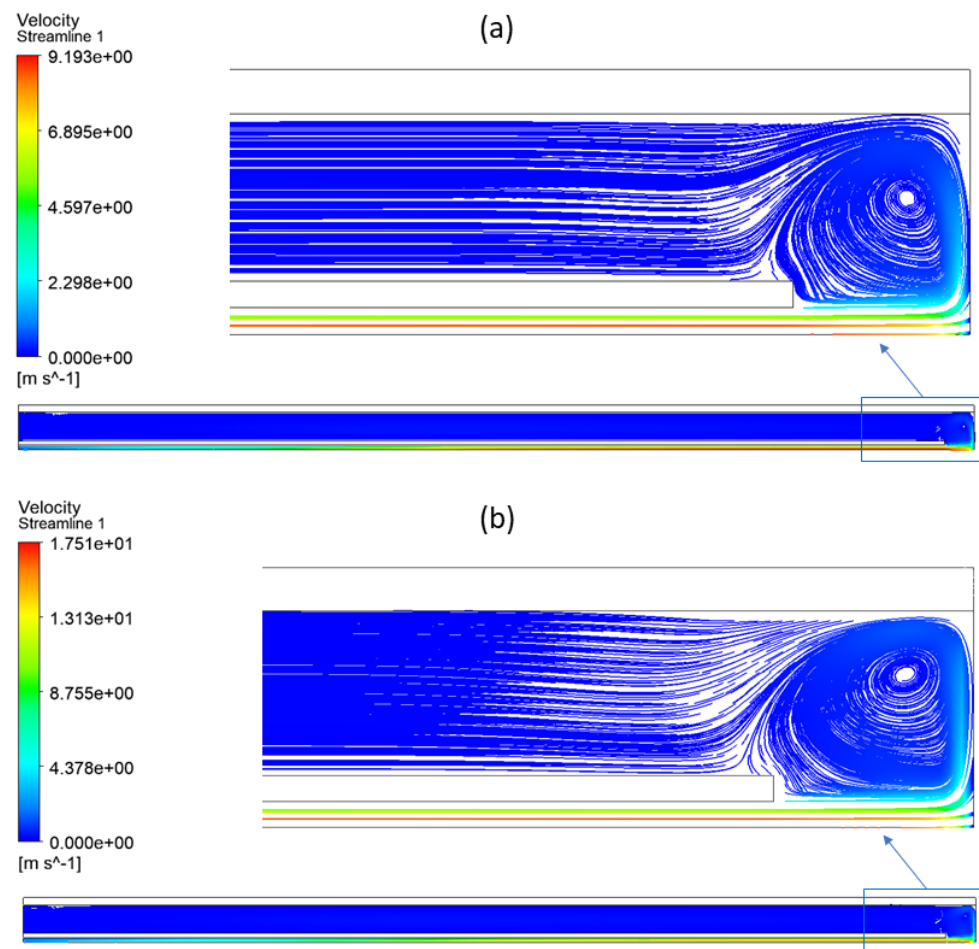 Velocity
Streamline 1
(a)
9.193e+00
6.895e+00
4.597e+00
2.298e+00
0.000e+00
[m s^-1]
Velocity
Streamline 1
(b)
1.751e+01
1.313e+01
8.755e+00
4.378e+00
0.000e+00
[m s^-1]